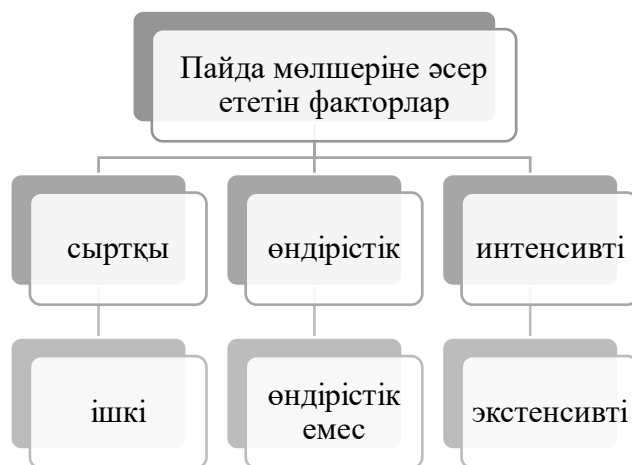 Пайда мөлшеріне әсер
ететін факторлар
сыртқы
өндірістік
интенсивті
ішкі
өндірістік
емес
экстенсивті